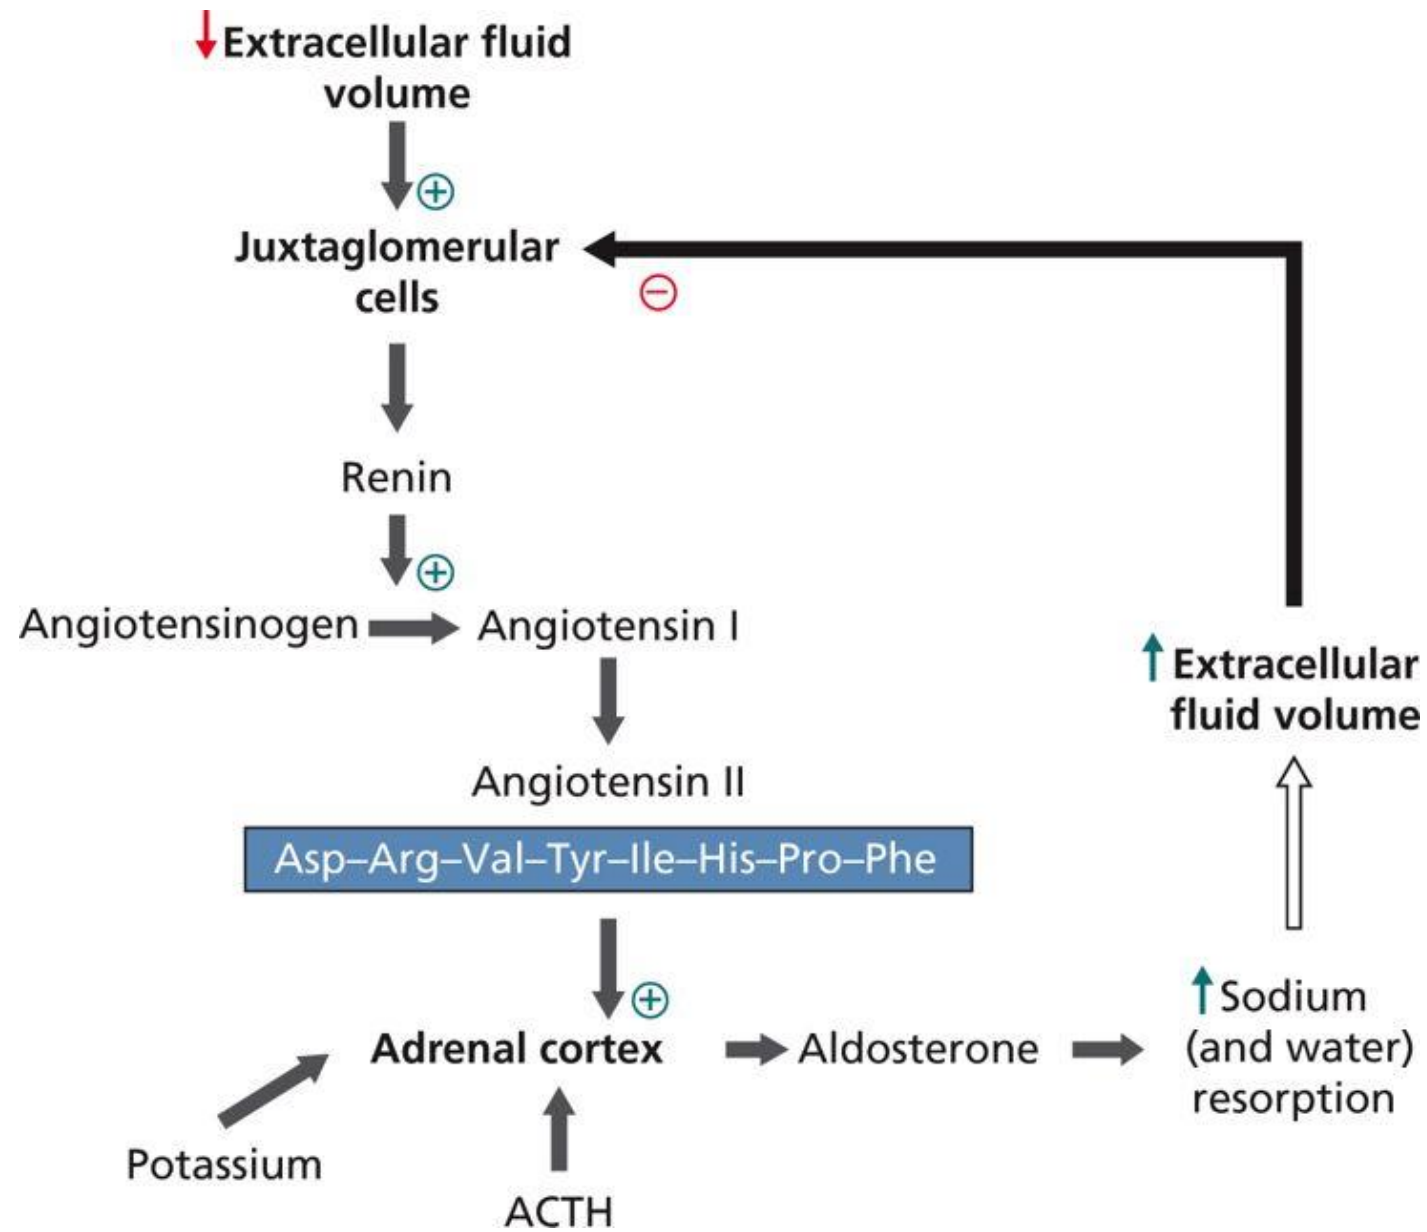 ↓Extracellular fluid
volume
⊕
Juxtaglomerular
cells
⊖
Renin
⊕
Angiotensinogen
Angiotensin I
Angiotensin II
Asp–Arg–Val–Tyr–Ile–His–Pro–Phe
⊕
Adrenal cortex
Potassium
ACTH
Aldosterone
↑Sodium
(and water)
resorption
↑Extracellular
fluid volume